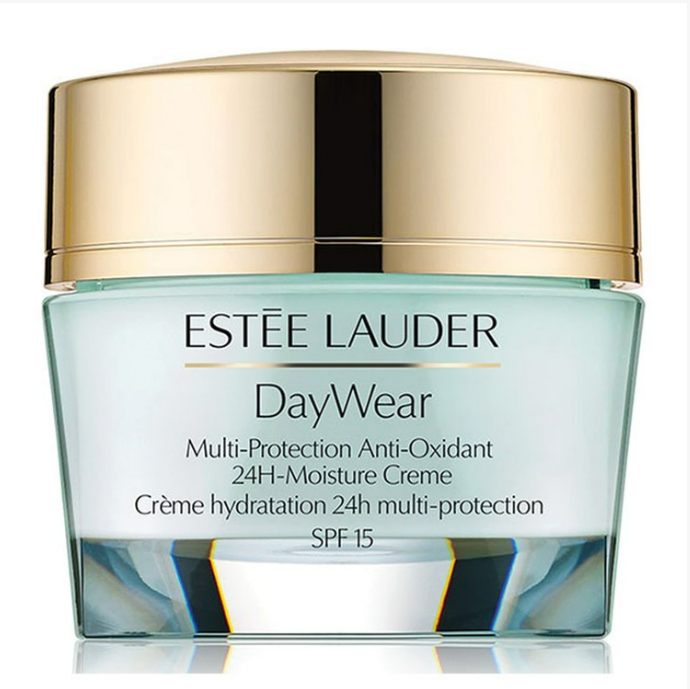 ESTĒE LAUDER
DayWear
Multi-Protection Anti-Oxidant
24H-Moisture Creme
Crème hydratation 24h multi-protection
SPF 15